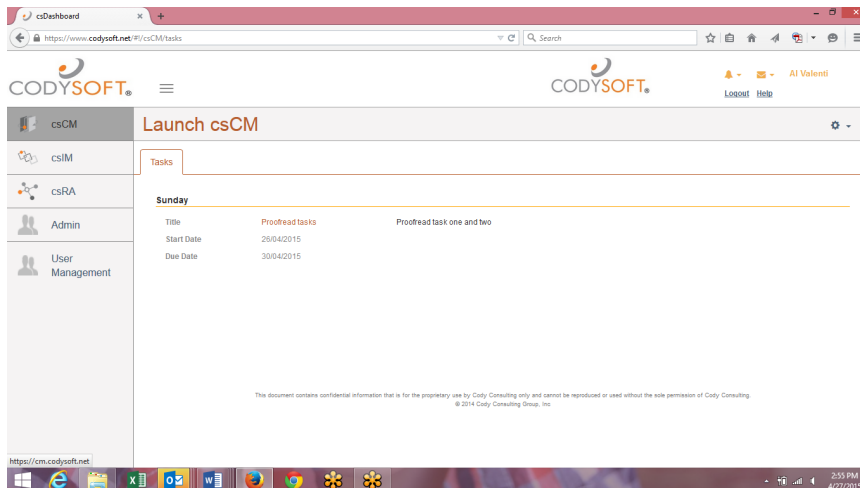 csDashboard
https://www.codysoft.net/#!/csCM/tasks
Search
CODYSOFT®
CODYSOFT®
Al Valenti
Logout Help
csCM
Launch csCM
csIM
Tasks
csRA
Sunday
Admin
Title Proofread tasks Proofread task one and two
Start Date 26/04/2015
User
Management
Due Date 30/04/2015
This document contains confidential information that is for the proprietary use by Cody Consulting only and cannot be reproduced or used without the sole permission of Cody Consulting.
© 2014 Cody Consulting Group, Inc
https://cm.codysoft.net
2:55 PM
4/27/2015